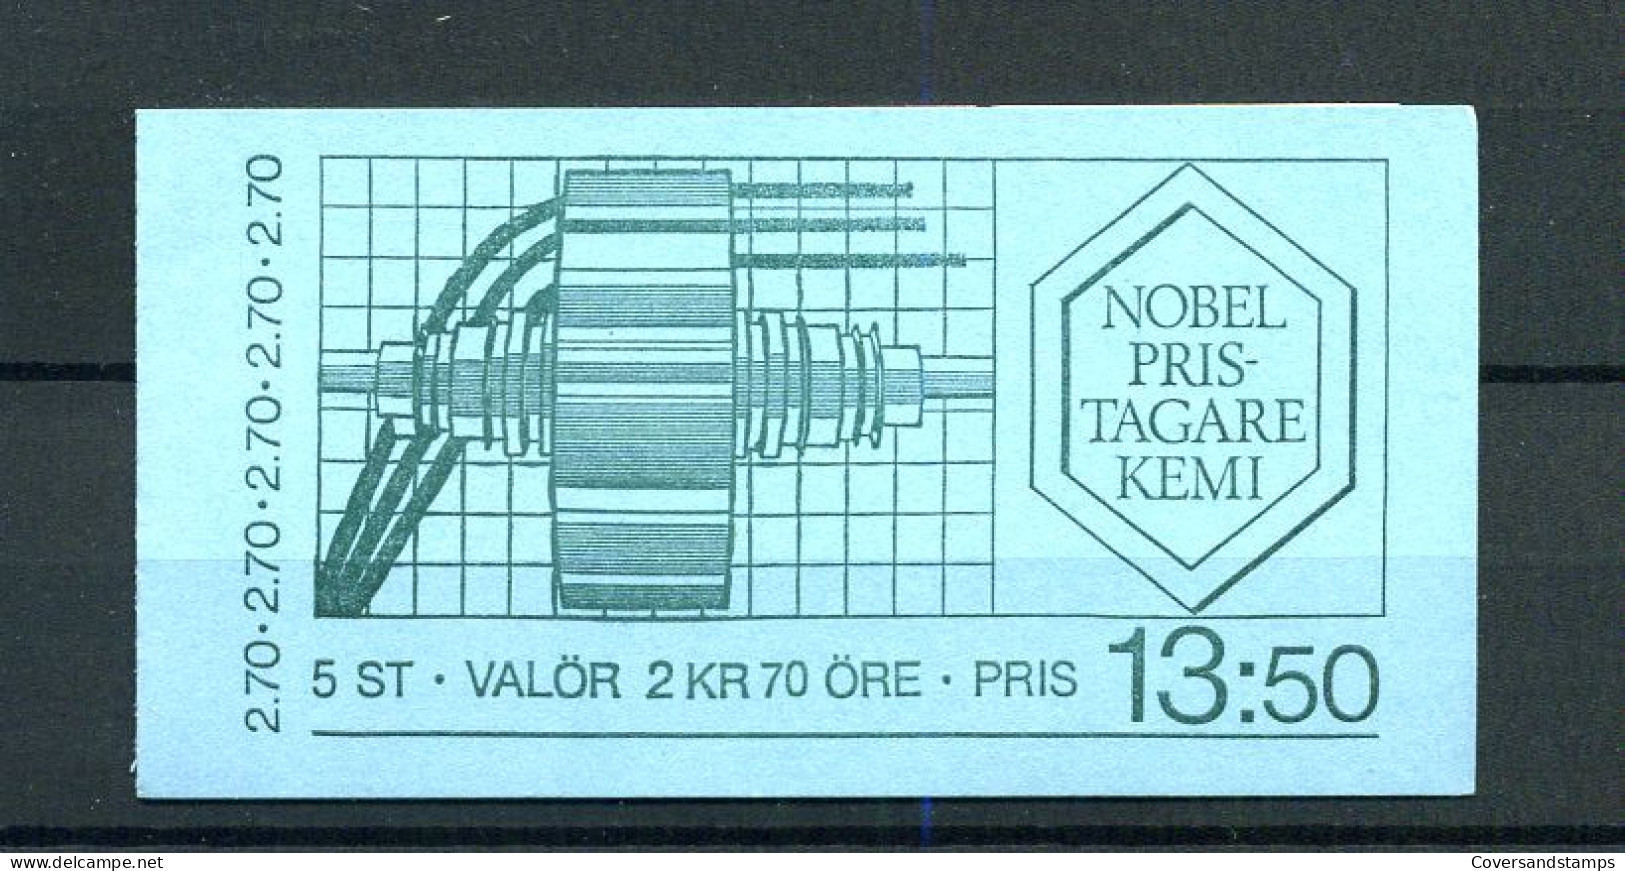 2.70•2.70•2.70•2.70•2.70
NOBEL
PRIS-
TAGARE
KEMI
5 ST • VALÖR 2 KR 70 ÖRE • PRIS 13:50
www.delcampe.net
Coversandstamps